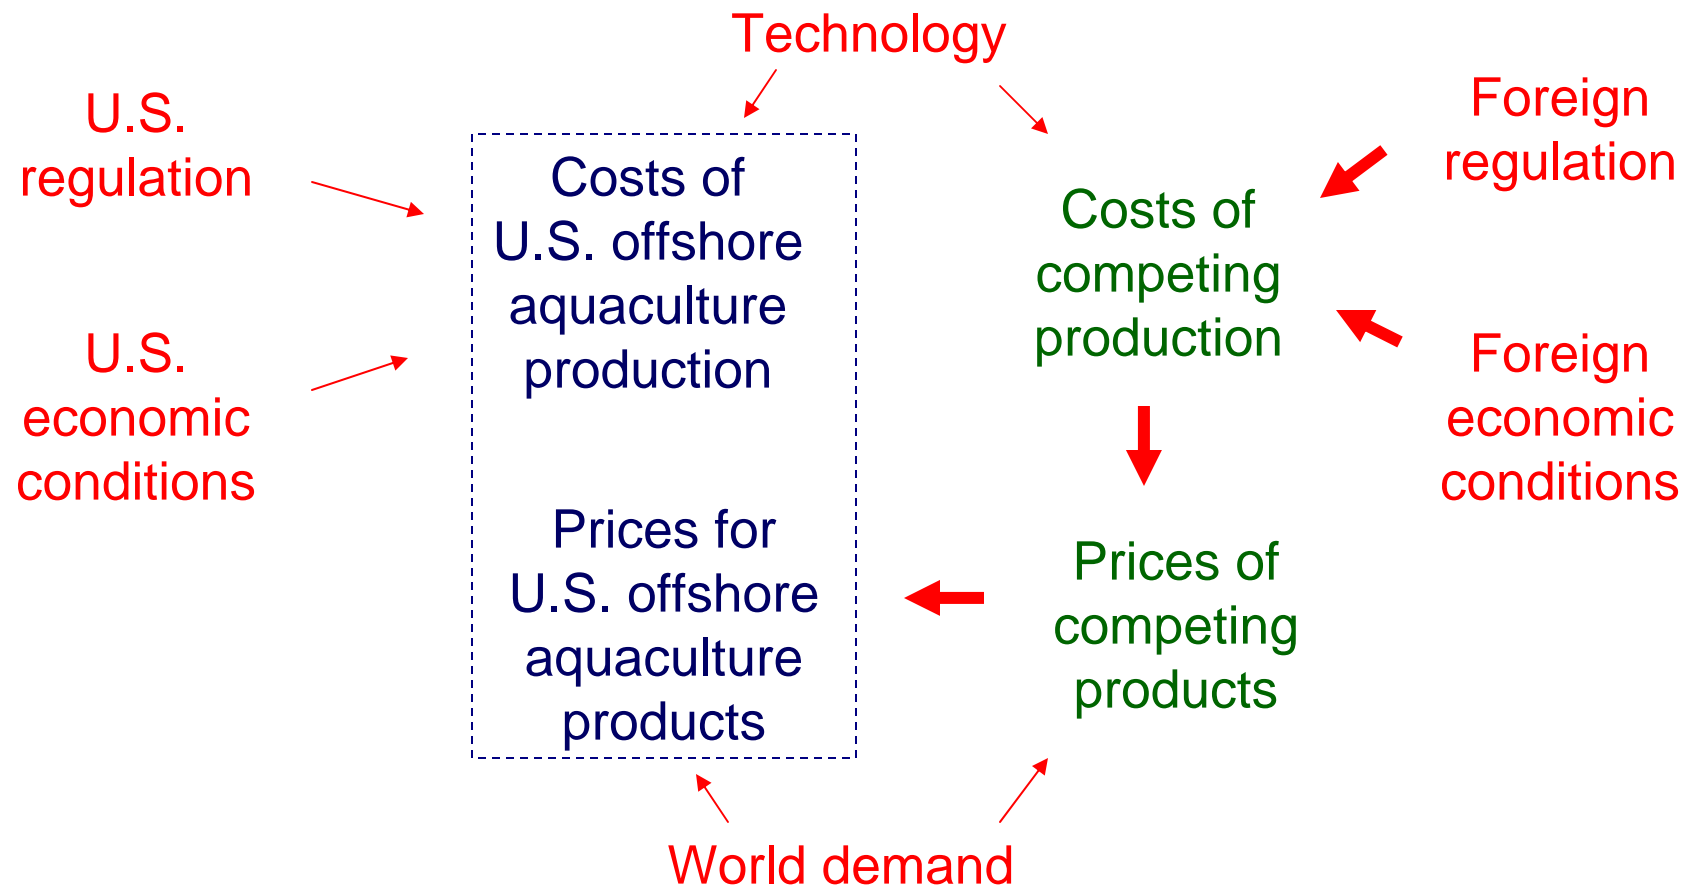 Technology
U.S.
regulation
Foreign
regulation
Costs of
U.S. offshore
aquaculture
production
Costs of
competing
production
U.S.
economic
conditions
Foreign
economic
conditions
Prices for
U.S. offshore
aquaculture
products
Prices of
competing
products
World demand